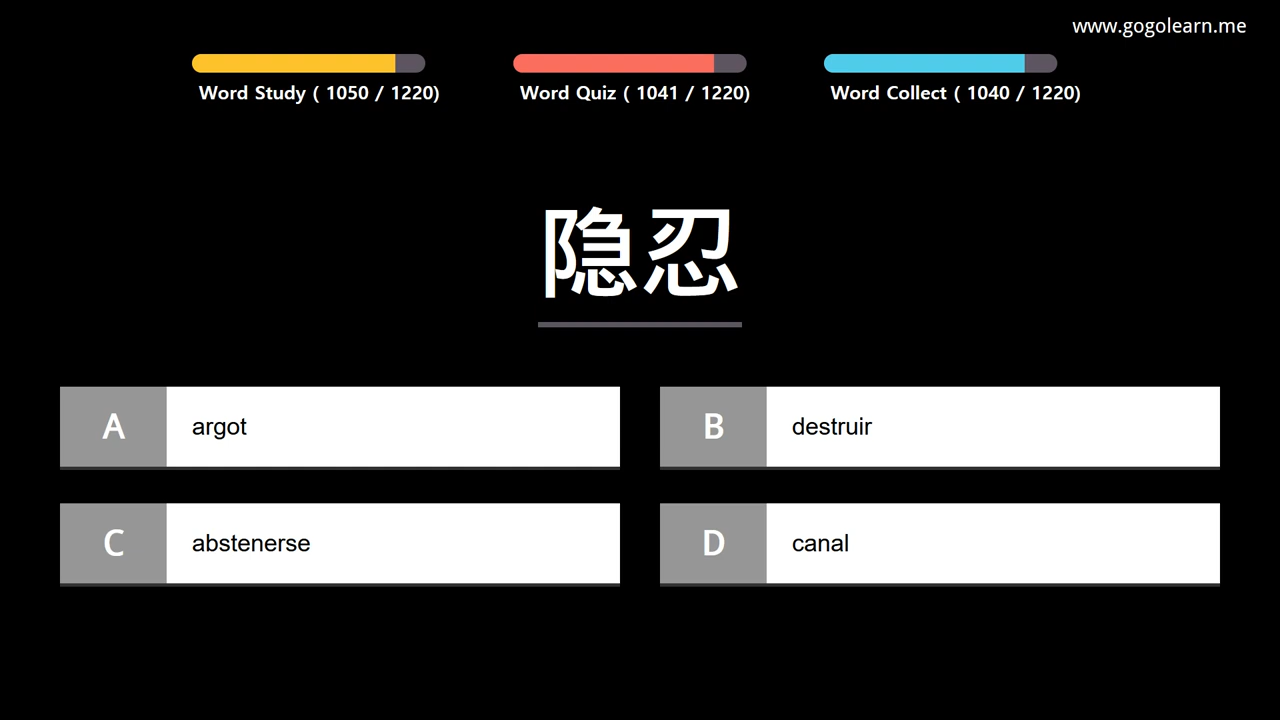 www.gogolearn.me
Word Study ( 1050 / 1220)
Word Quiz ( 1041 / 1220)
Word Collect ( 1040 / 1220)
隐忍
A argot
B destruir
C abstenerse
D canal